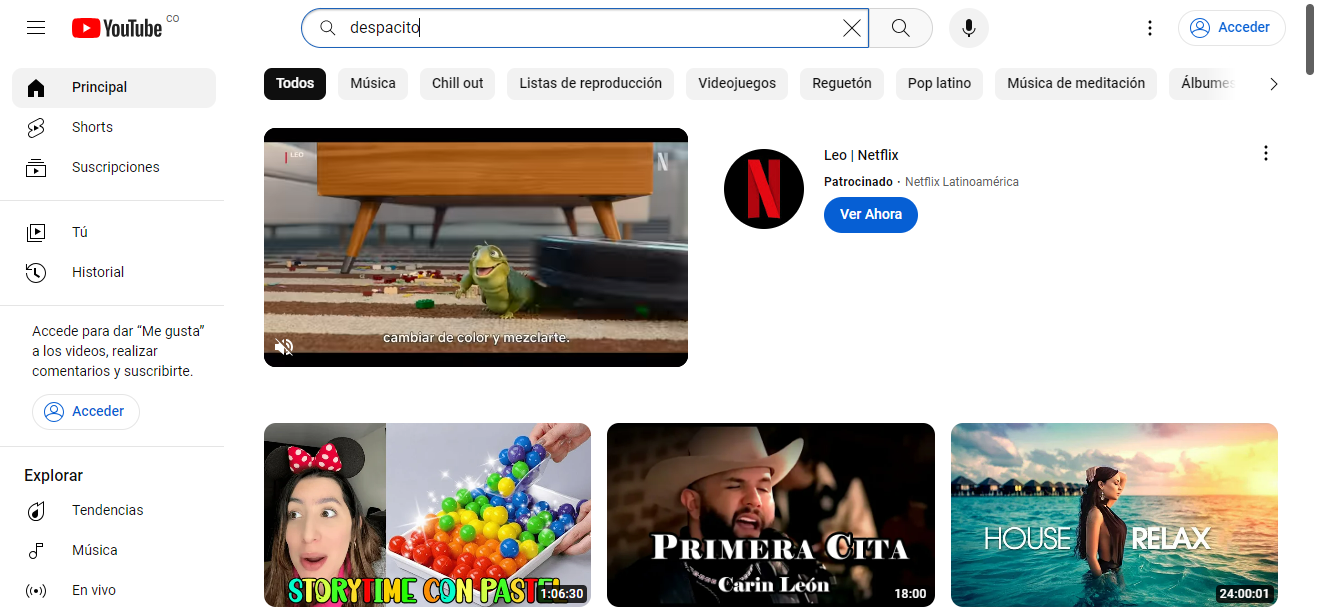 YouTube CO
despacito
Acceder
Principal
Shorts
Suscripciones
Tú
Historial
Accede para dar “Me gusta”
a los videos, realizar
comentarios y suscribirte.
Acceder
Explorar
Tendencias
Música
En vivo
Todos
Música
Chill out
Listas de reproducción
Videojuegos
Reguetón
Pop latino
Música de meditación
Álbumes
LEO
N
cambiar de color y mezclarte.
N
Leo | Netflix
Patrocinado · Netflix Latinoamérica
Ver Ahora
STORYTIME CON PASTEL
1:06:30
PRIMERA CITA
Carin León
18:00
HOUSE RELAX
24:00:01